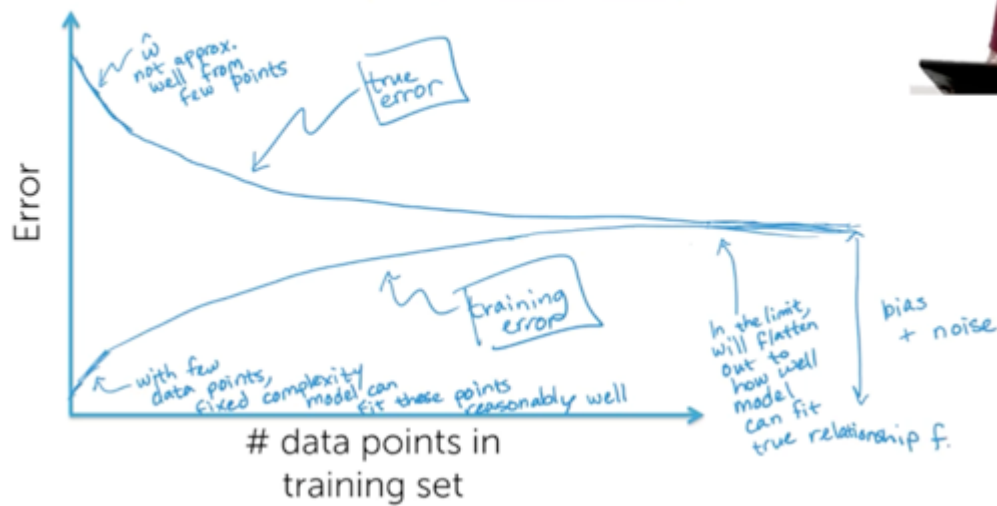 ŵ
not approx.
well from
few points
true
error
Error
training
error
with few
data points,
fixed complexity
model can
fit these points
reasonably well
In the limit,
will flatten
out to
how well
model
can fit
true relationship f.
bias
+ noise
# data points in
training set